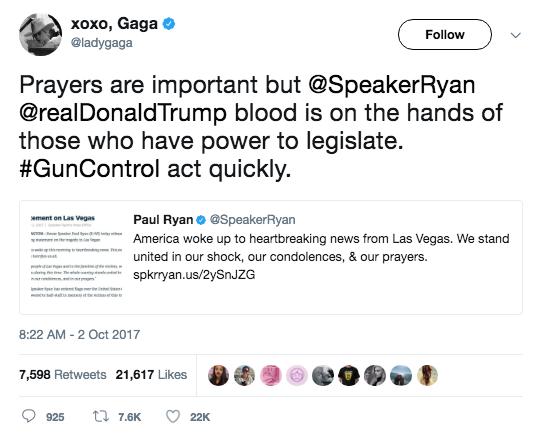 xoxo, Gaga
@ladygaga
Follow
Prayers are important but @SpeakerRyan
@realDonaldTrump blood is on the hands of
those who have power to legislate.
#GunControl act quickly.
ement on Las Vegas
Paul Ryan @SpeakerRyan
America woke up to heartbreaking news from Las Vegas. We stand
united in our shock, our condolences, & our prayers.
spkrryan.us/2ySnJZG
8:22 AM - 2 Oct 2017
7,598 Retweets 21,617 Likes
925 7.6K 22K